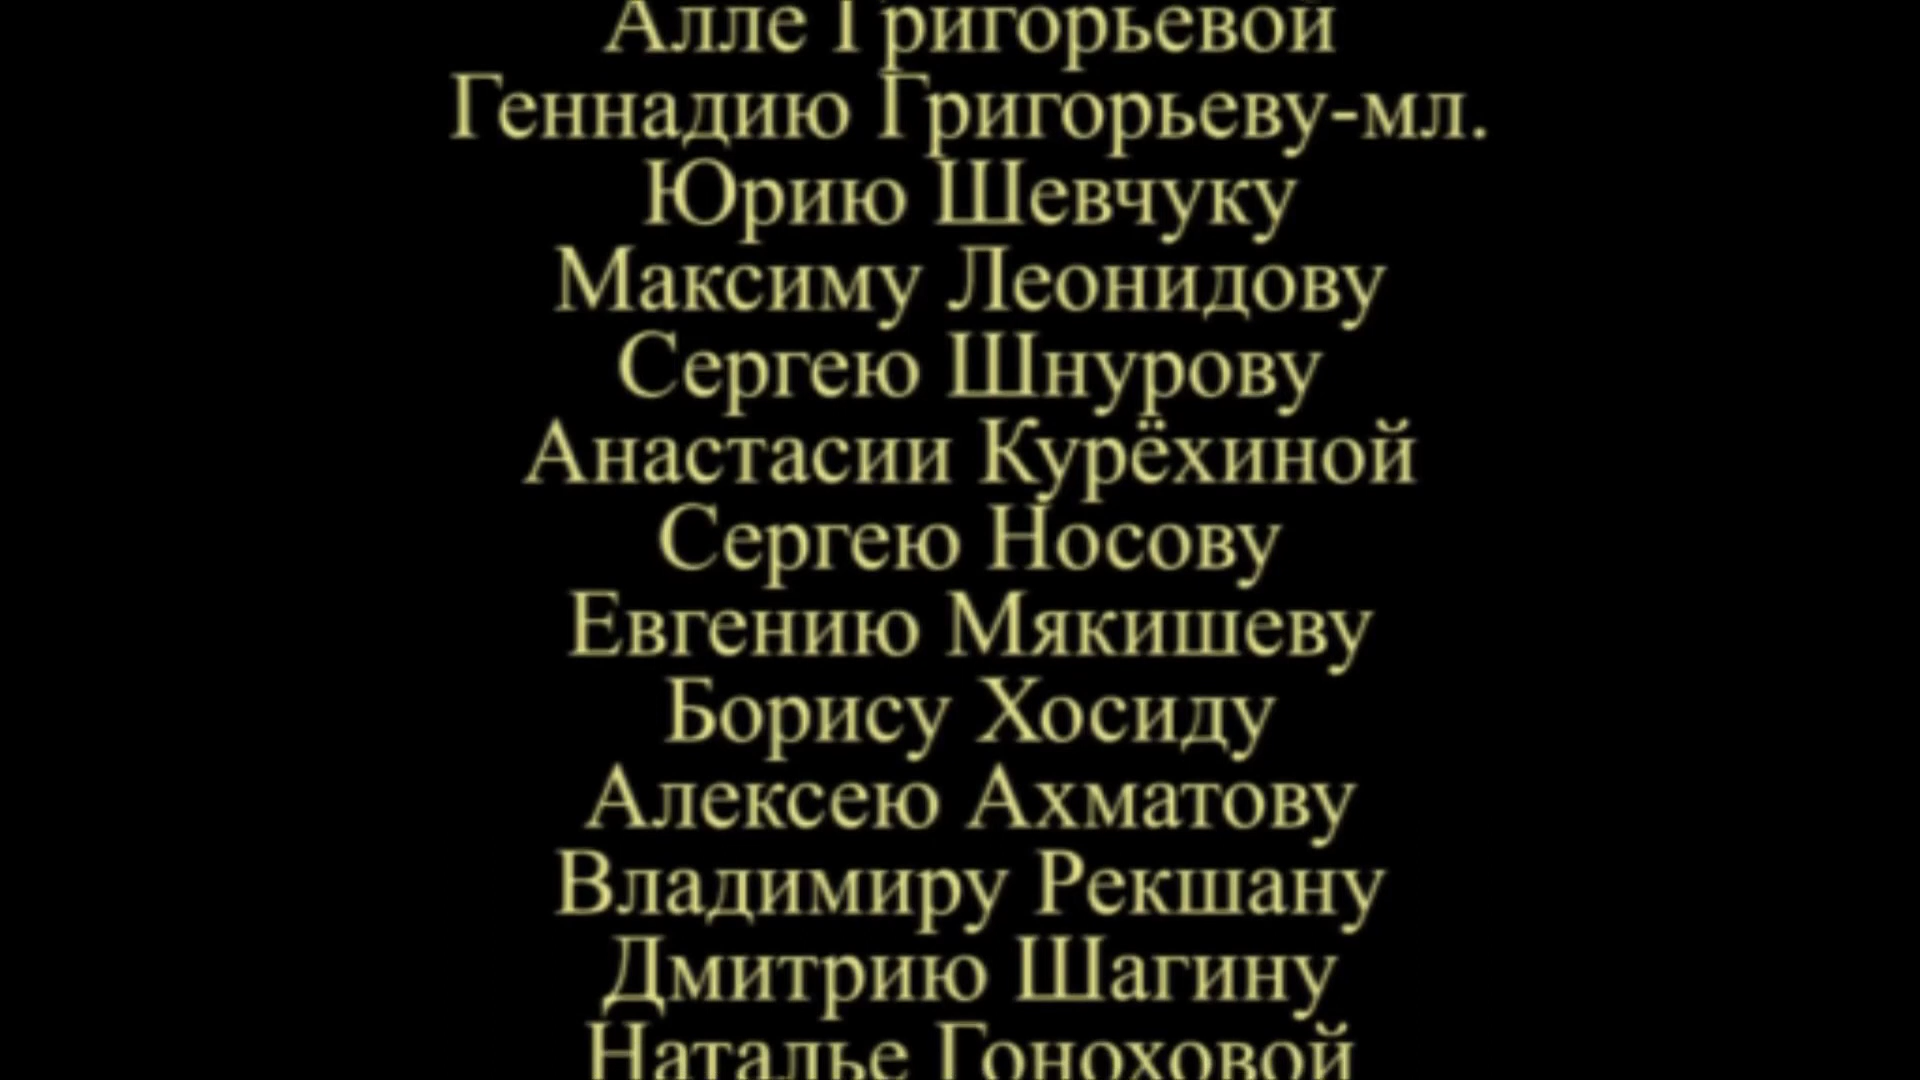 Алле Григорьевой
Геннадию Григорьеву-мл.
Юрию Шевчуку
Максиму Леонидову
Сергею Шнурову
Анастасии Курёхиной
Сергею Носову
Евгению Мякишеву
Борису Хосиду
Алексею Ахматову
Владимиру Рекшану
Дмитрию Шагину
Наталье Гоноховой